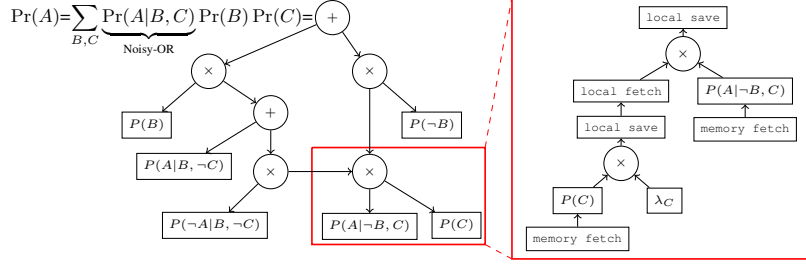 Pr(A)=∑_{B,C} Pr(A|B, C) Pr(B) Pr(C)= +
Noisy-OR
× ×
P(B) + P(¬B)
P(A|B, ¬C)
× ×
P(¬A|B, ¬C) P(A|¬B, C) P(C)
local save
×
local fetch P(A|¬B, C)
local save memory fetch
×
P(C) λ_C
memory fetch